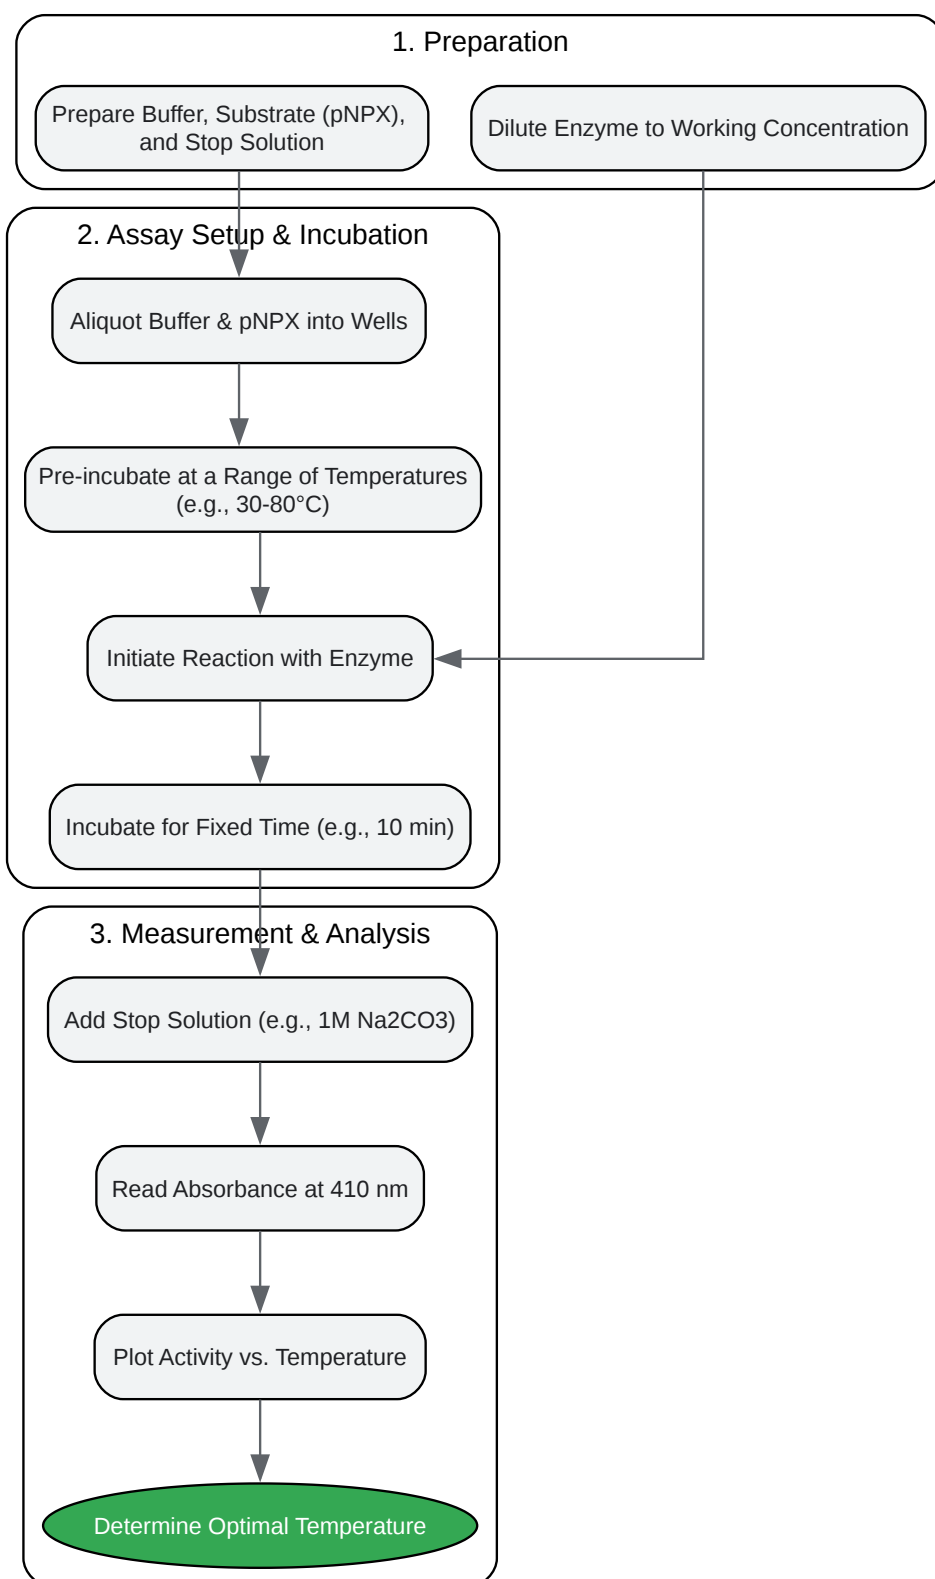 1. Preparation
Prepare Buffer, Substrate (pNPX),
and Stop Solution
Dilute Enzyme to Working Concentration
2. Assay Setup & Incubation
Aliquot Buffer & pNPX into Wells
Pre-incubate at a Range of Temperatures
(e.g., 30-80°C)
Initiate Reaction with Enzyme
Incubate for Fixed Time (e.g., 10 min)
3. Measurement & Analysis
Add Stop Solution (e.g., 1M Na2CO3)
Read Absorbance at 410 nm
Plot Activity vs. Temperature
Determine Optimal Temperature